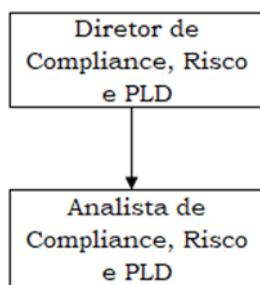 Diretor de
Compliance, Risco
e PLD
Analista de
Compliance, Risco
e PLD